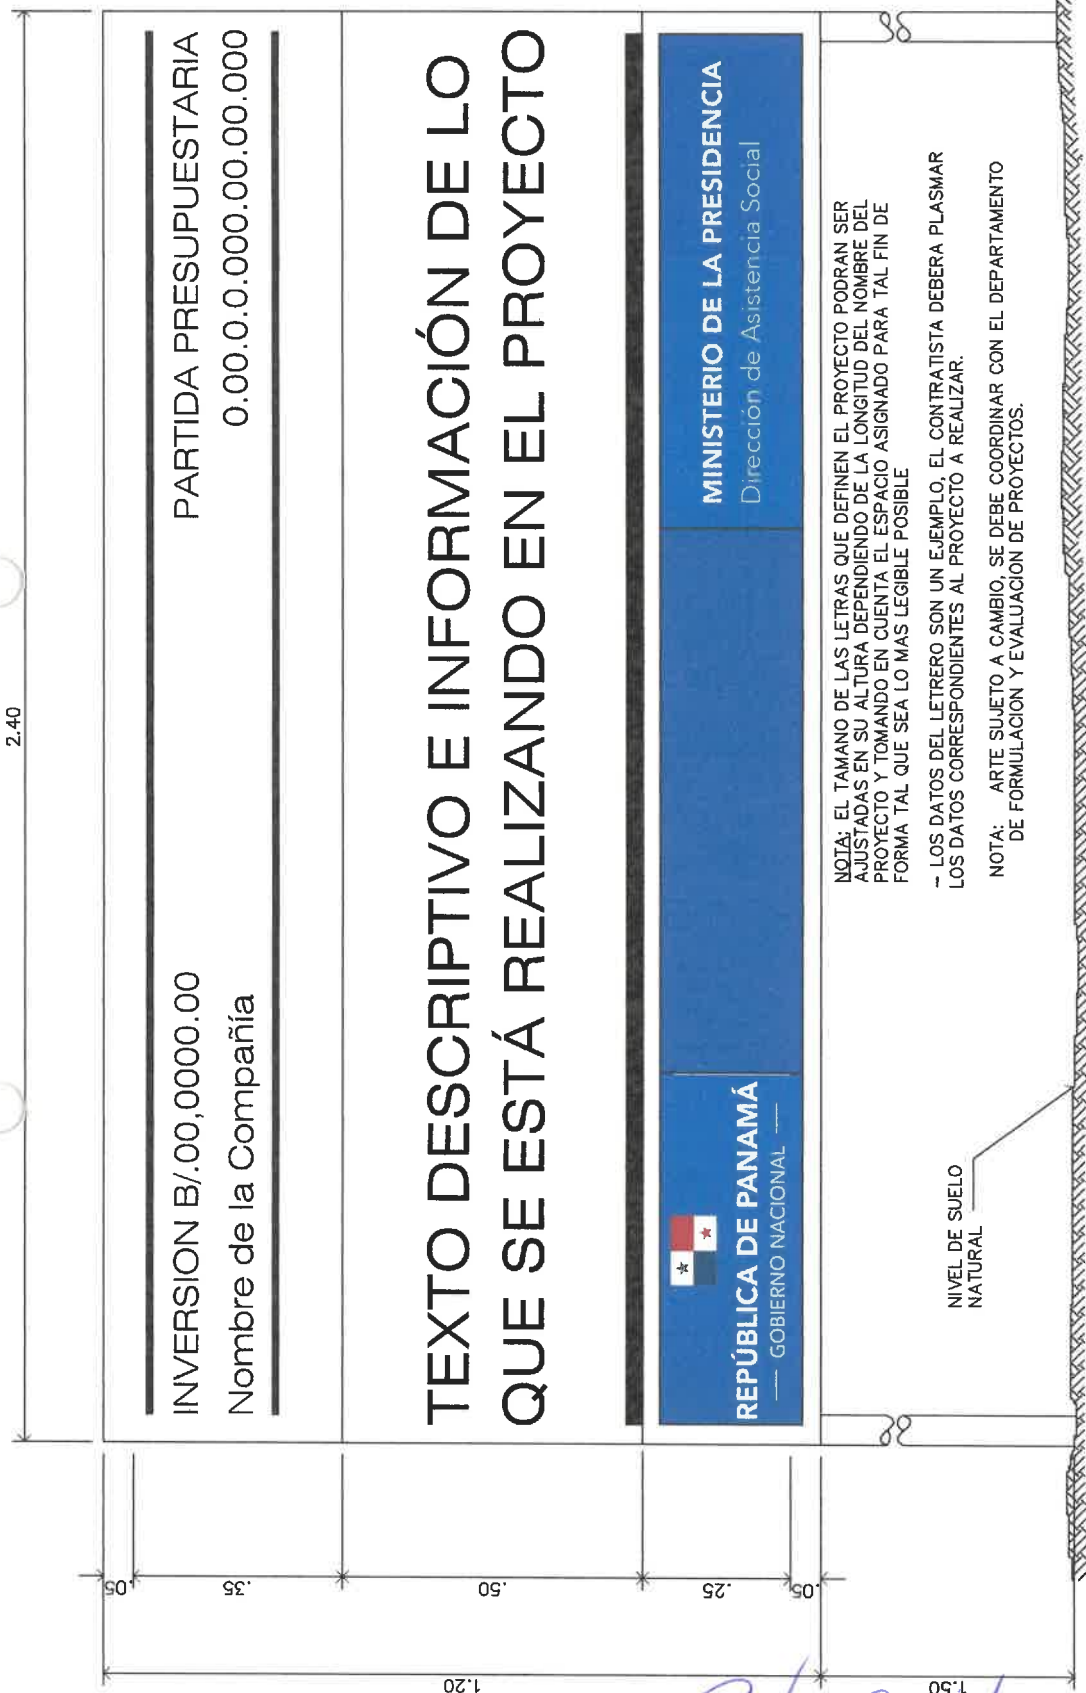 2.40
INVERSION B/.00,0000.00
PARTIDA PRESUPUESTARIA
Nombre de la Compañía
0.00.0.000.00.00.000
TEXTO DESCRIPTIVO E INFORMACIÓN DE LO
QUE SE ESTÁ REALIZANDO EN EL PROYECTO
REPÚBLICA DE PANAMÁ
GOBIERNO NACIONAL
MINISTERIO DE LA PRESIDENCIA
Dirección de Asistencia Social
.05
.35
.50
.25
.05
1.20
1.50
NOTA: EL TAMANO DE LAS LETRAS QUE DEFINEN EL PROYECTO PODRAN SER
AJUSTADAS EN SU ALTURA DEPENDIENDO DE LA LONGITUD DEL NOMBRE DEL
PROYECTO Y TOMANDO EN CUENTA EL ESPACIO ASIGNADO PARA TAL FIN DE
FORMA TAL QUE SEA LO MAS LEGIBLE POSIBLE
– LOS DATOS DEL LETRERO SON UN EJEMPLO, EL CONTRATISTA DEBERA PLASMAR
LOS DATOS CORRESPONDIENTES AL PROYECTO A REALIZAR.
NOTA: ARTE SUJETO A CAMBIO, SE DEBE COORDINAR CON EL DEPARTAMENTO
DE FORMULACION Y EVALUACION DE PROYECTOS.
NIVEL DE SUELO
NATURAL